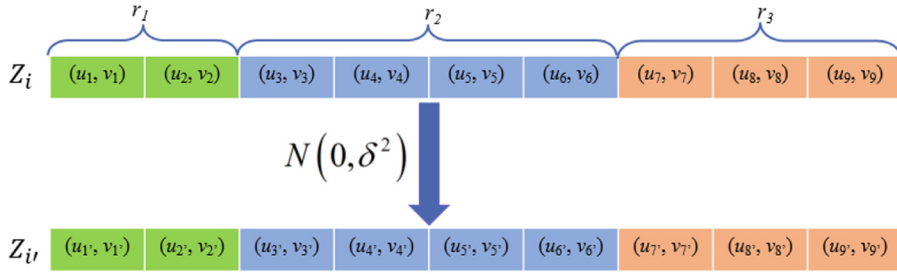 r₁ r₂ r₃
Zᵢ (u₁, v₁) (u₂, v₂) (u₃, v₃) (u₄, v₄) (u₅, v₅) (u₆, v₆) (u₇, v₇) (u₈, v₈) (u₉, v₉)
N(0,δ²)
Zᵢ′ (u₁', v₁') (u₂', v₂') (u₃', v₃') (u₄', v₄') (u₅', v₅') (u₆', v₆') (u₇', v₇') (u₈', v₈') (u₉', v₉')